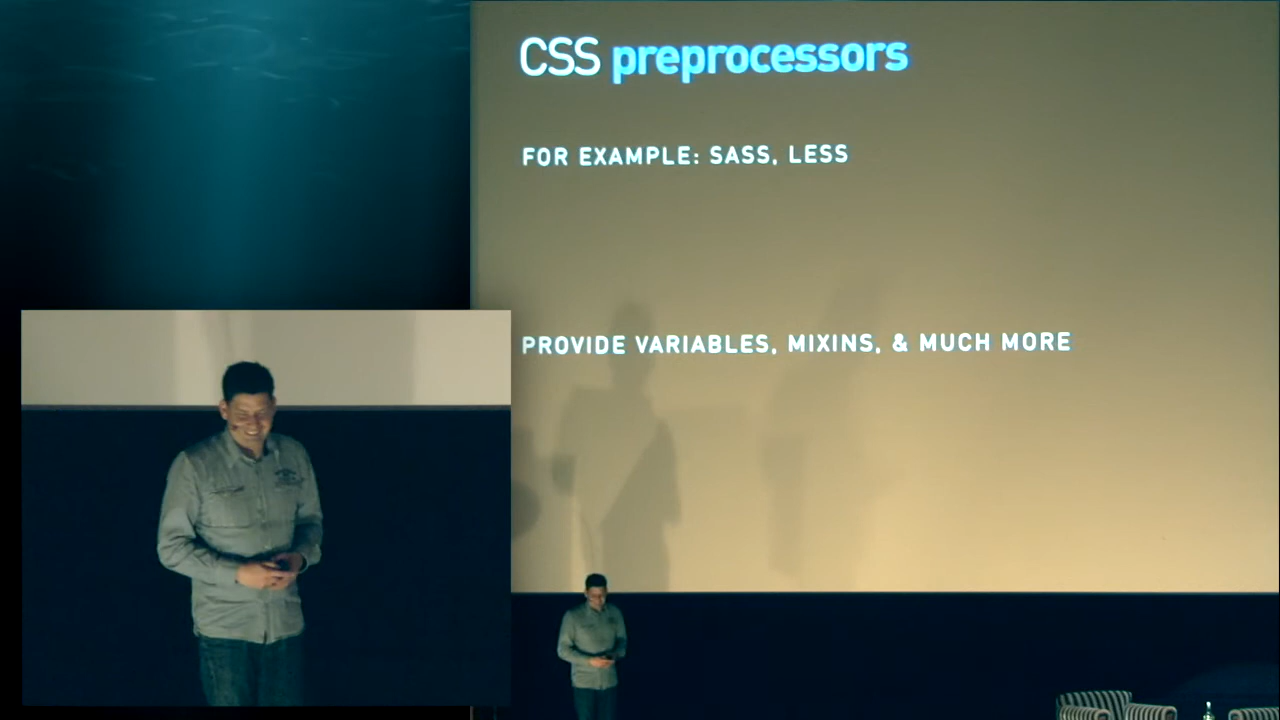 CSS preprocessors
FOR EXAMPLE: SASS, LESS
PROVIDE VARIABLES, MIXINS, & MUCH MORE